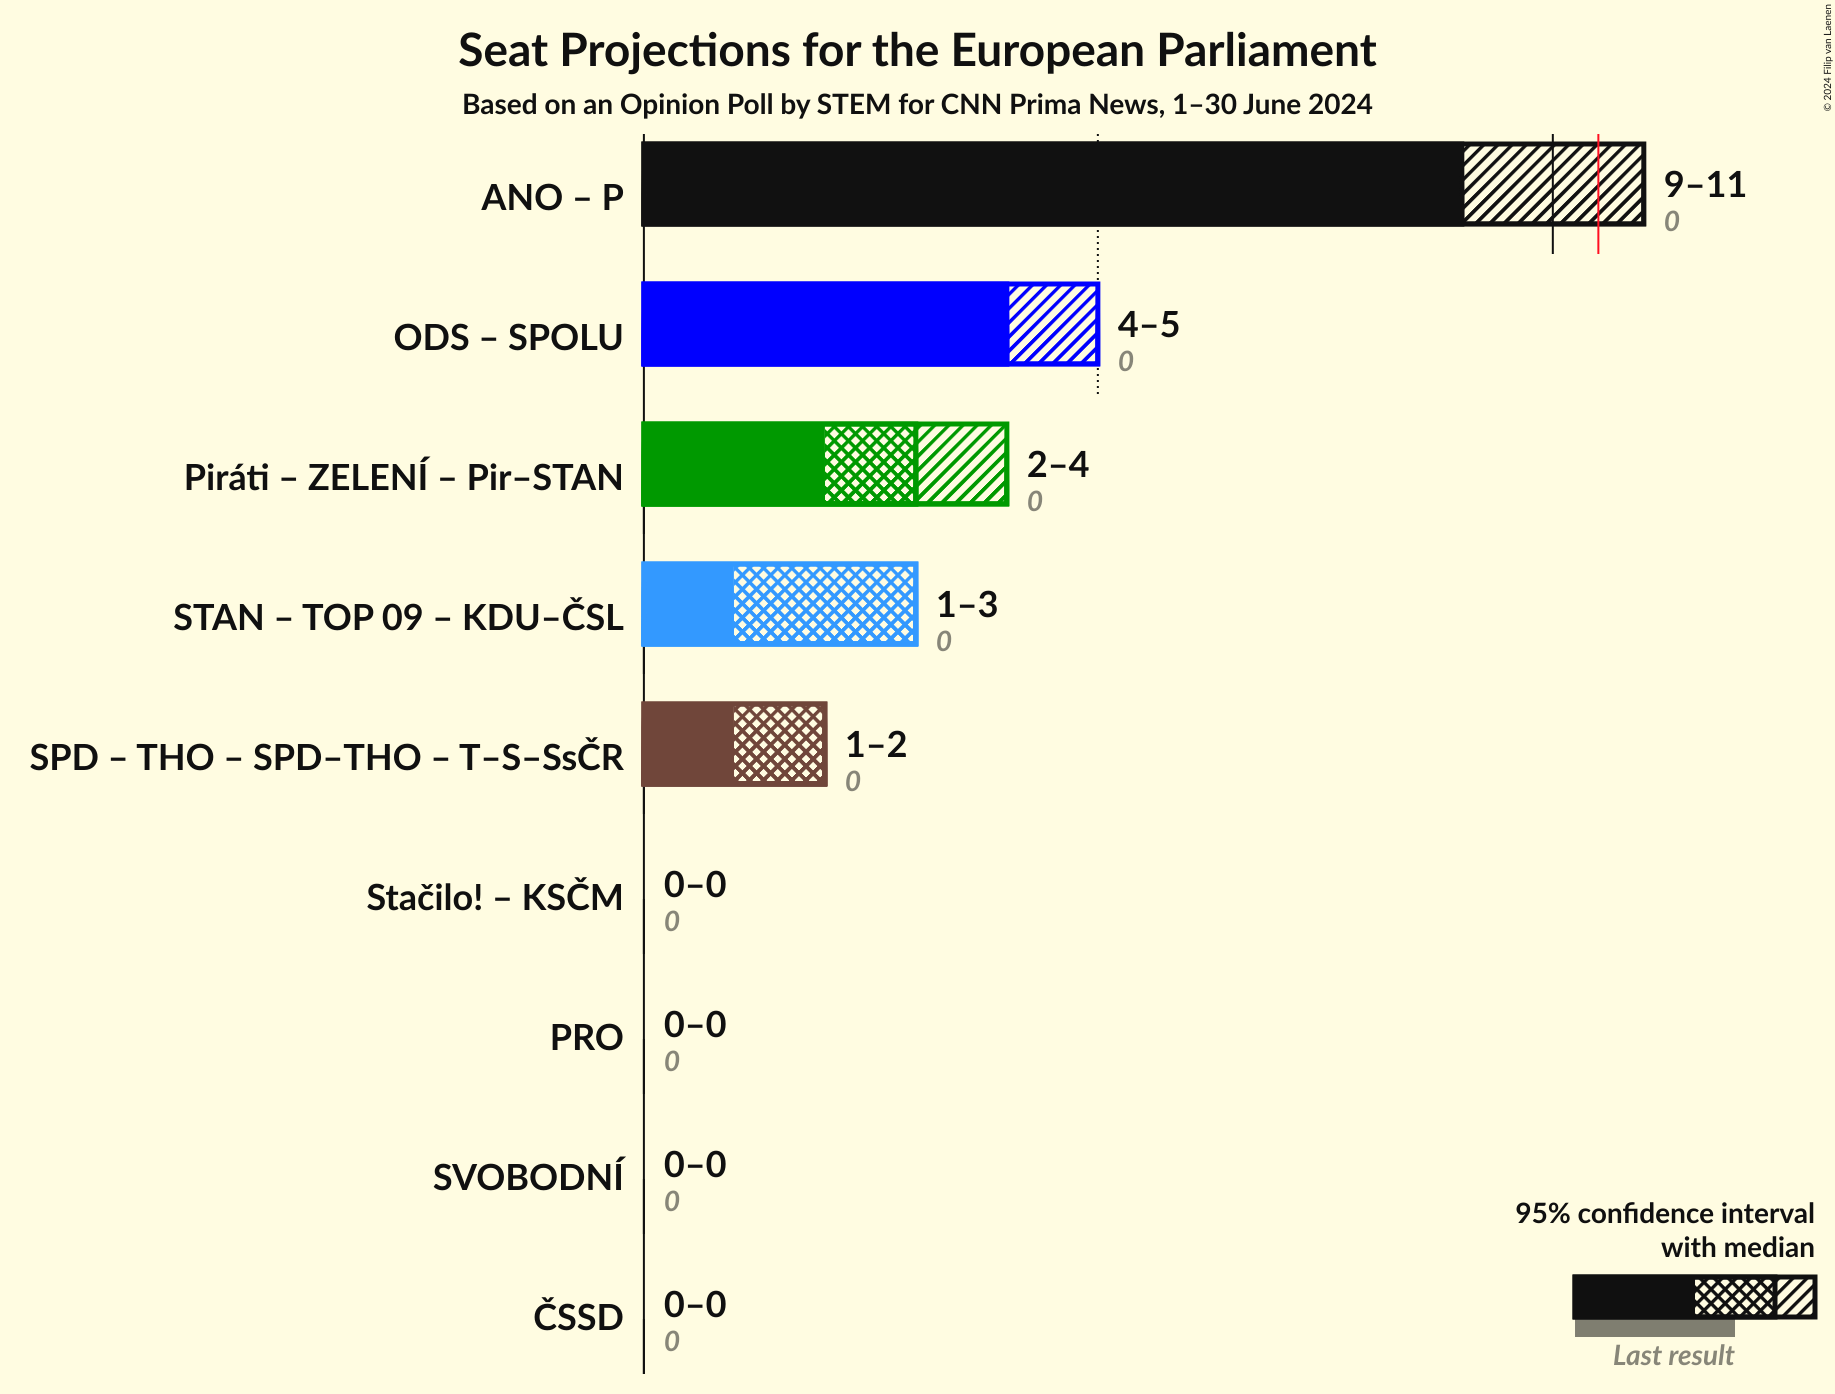 Seat Projections for the European Parliament
Based on an Opinion Poll by STEM for CNN Prima News, 1–30 June 2024
© 2024 Filip van Laenen
ANO – P
9–11
0
ODS – SPOLU
4–5
0
Piráti – ZELENÍ – Pir–STAN
2–4
0
STAN – TOP 09 – KDU–ČSL
1–3
0
SPD – THO – SPD–THO – T–S–SsČR
1–2
0
Stačilo! – KSČM
0–0
0
PRO
0–0
0
SVOBODNÍ
0–0
0
ČSSD
0–0
0
95% confidence interval
with median
Last result